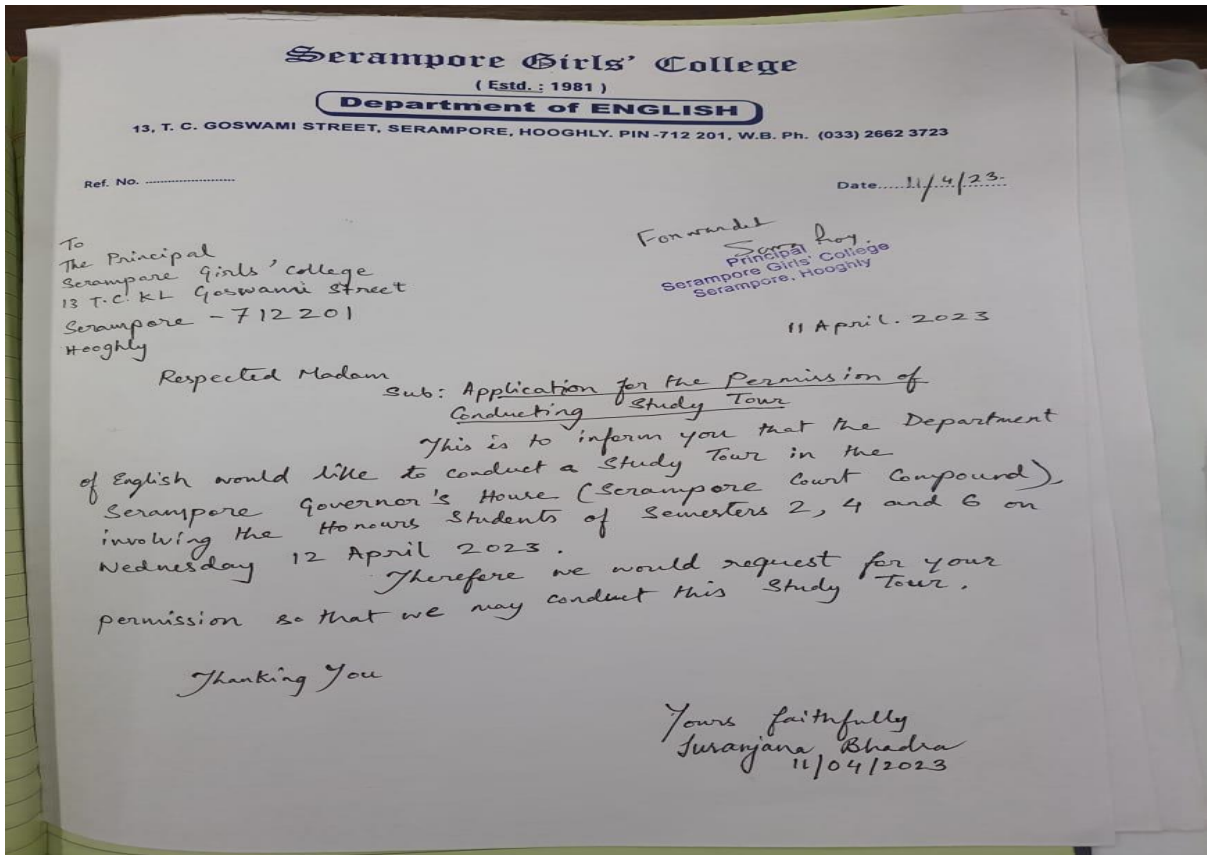 Serampore Girls' College
( Estd. : 1981 )
Department of ENGLISH
13, T. C. GOSWAMI STREET, SERAMPORE, HOOGHLY. PIN -712 201, W.B. Ph. (033) 2662 3723
Ref. No. ........................
Date.....11/4/23.
To
The Principal
Serampore Girls' College
13 T.C. KL Goswami Street
Serampore - 712201
Hooghly
Forwarded
Roy.
Principal
Serampore Girls' College
Serampore, Hooghly
11 April. 2023
Respected Madam
Sub: Application for the Permission of
Conducting Study Tour
This is to inform you that the Department
of English would like to conduct a Study Tour in the
Serampore Governor's House (Serampore Court Compound),
involving the Honours Students of Semesters 2, 4 and 6 on
Wednesday 12 April 2023.
Therefore we would request for your
permission so that we may conduct this Study Tour.
Thanking You
Yours faithfully
Suranjana Bhadra
11/04/2023